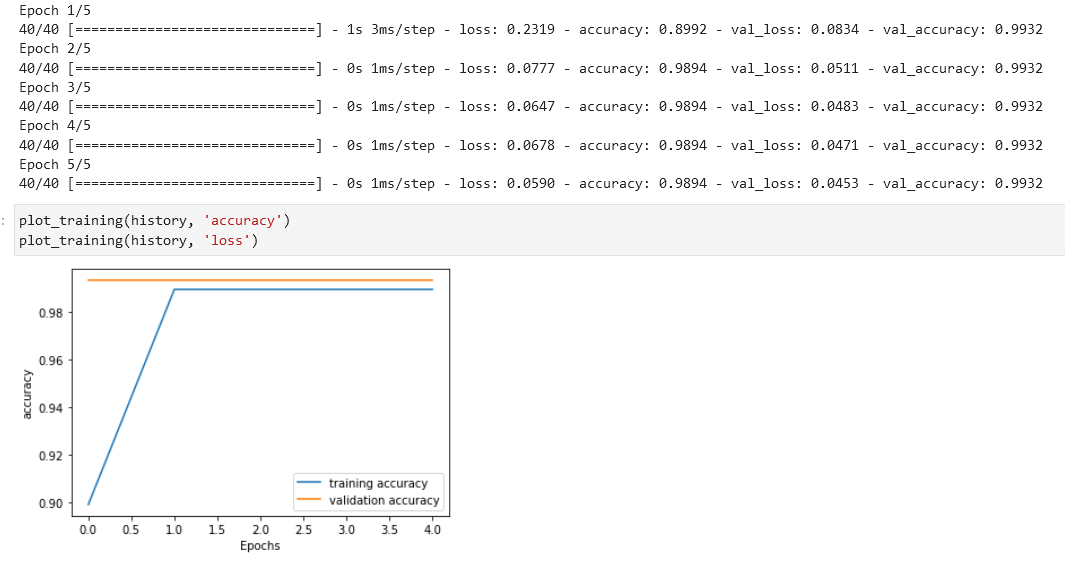 Epoch 1/5
40/40 [==============================] - 1s 3ms/step - loss: 0.2319 - accuracy: 0.8992 - val_loss: 0.0834 - val_accuracy: 0.9932
Epoch 2/5
40/40 [==============================] - 0s 1ms/step - loss: 0.0777 - accuracy: 0.9894 - val_loss: 0.0511 - val_accuracy: 0.9932
Epoch 3/5
40/40 [==============================] - 0s 1ms/step - loss: 0.0647 - accuracy: 0.9894 - val_loss: 0.0483 - val_accuracy: 0.9932
Epoch 4/5
40/40 [==============================] - 0s 1ms/step - loss: 0.0678 - accuracy: 0.9894 - val_loss: 0.0471 - val_accuracy: 0.9932
Epoch 5/5
40/40 [==============================] - 0s 1ms/step - loss: 0.0590 - accuracy: 0.9894 - val_loss: 0.0453 - val_accuracy: 0.9932
: plot_training(history, 'accuracy')
plot_training(history, 'loss')
0.98
0.96
0.94
0.92
0.90
accuracy
training accuracy
validation accuracy
0.0 0.5 1.0 1.5 2.0 2.5 3.0 3.5 4.0
Epochs